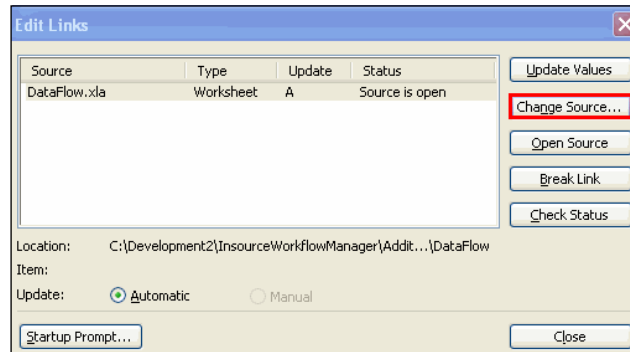 Edit Links
Source Type Update Status
DataFlow.xla Worksheet A Source is open
Update Values
Change Source...
Open Source
Break Link
Check Status
Location: C:\Development2\InsourceWorkflowManager\Addit...\DataFlow
Item:
Update: Automatic Manual
Startup Prompt... Close